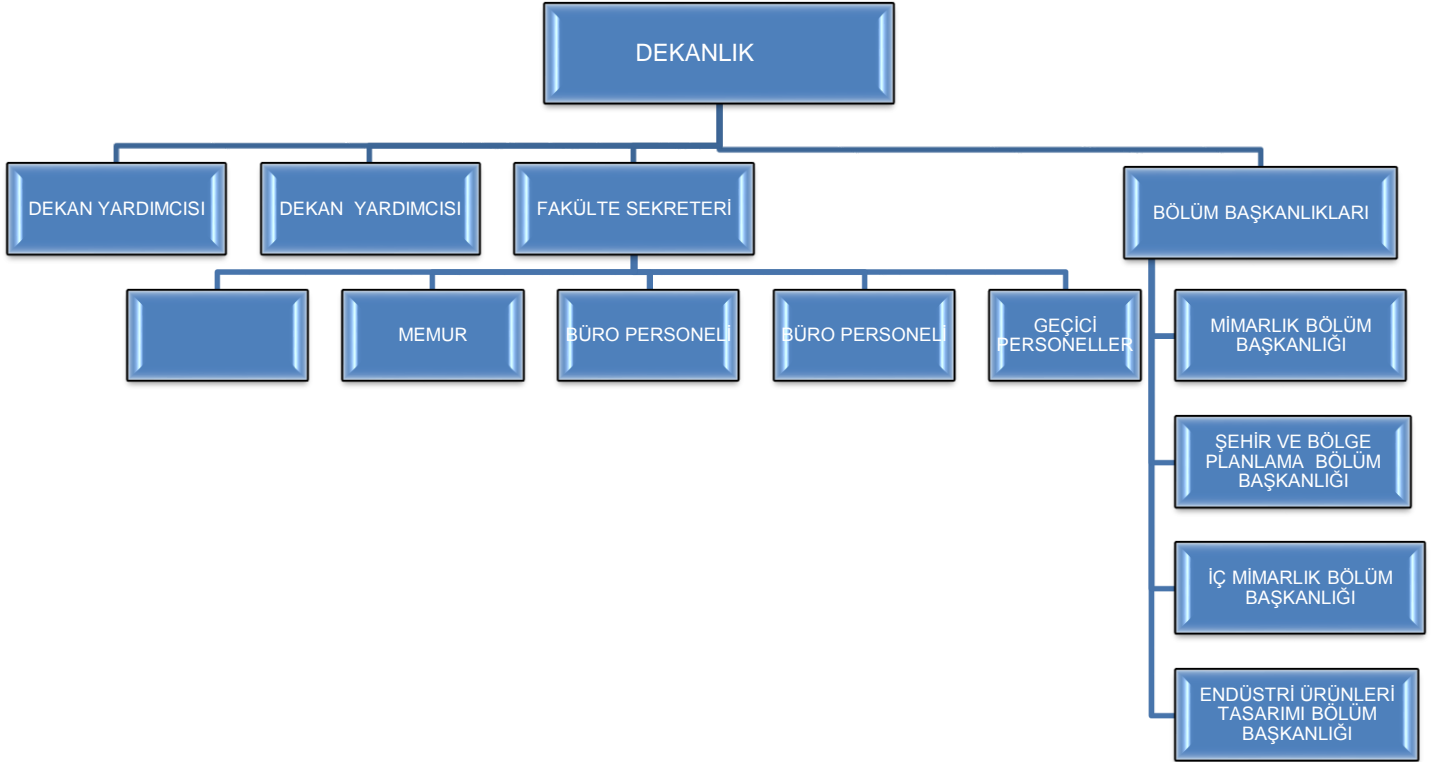 DEKANLIK
DEKAN YARDIMCISI
DEKAN YARDIMCISI
FAKÜLTE SEKRETERİ
BÖLÜM BAŞKANLIKLARI
MEMUR
BÜRO PERSONELİ
BÜRO PERSONELİ
GEÇİCİ
PERSONELLER
MİMARLIK BÖLÜM
BAŞKANLIĞI
ŞEHİR VE BÖLGE
PLANLAMA BÖLÜM
BAŞKANLIĞI
İÇ MİMARLIK BÖLÜM
BAŞKANLIĞI
ENDÜSTRİ ÜRÜNLERİ
TASARIMI BÖLÜM
BAŞKANLIĞI